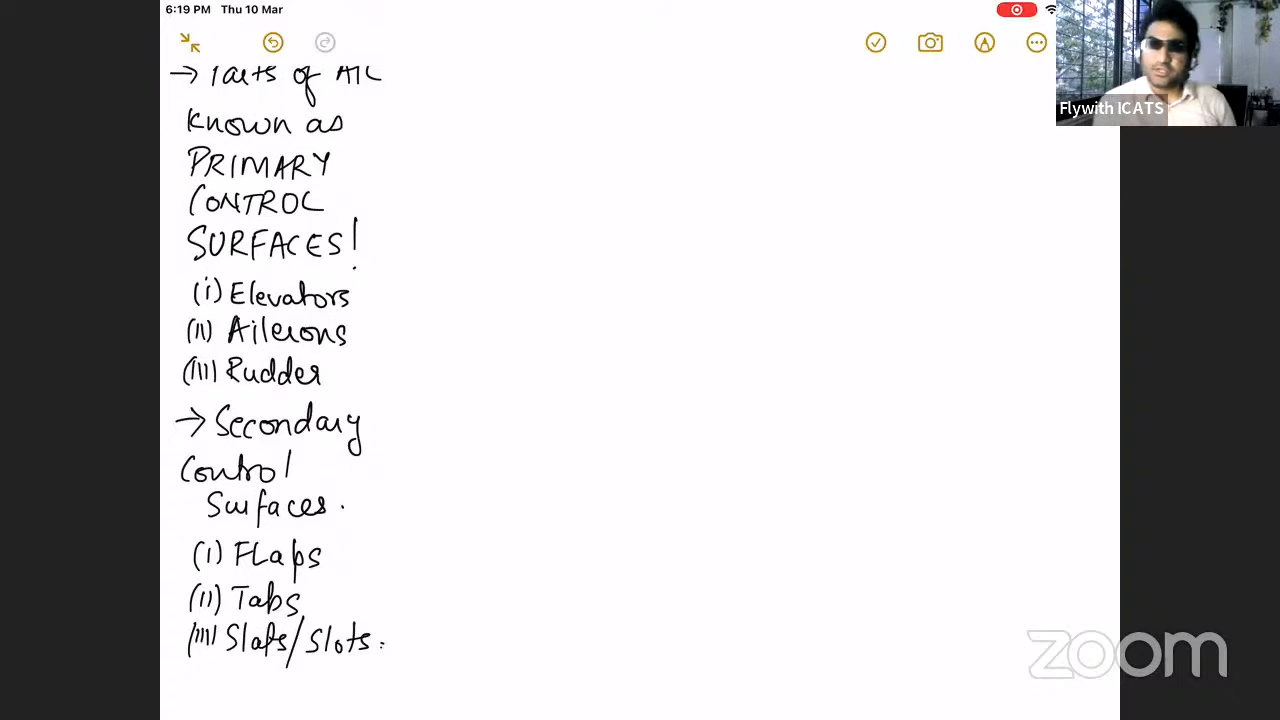 6:19 PM Thu 10 Mar
→ Parts of A/C
Known as
PRIMARY
CONTROL
SURFACES!
(i) Elevators
(ii) Ailerons
(iii) Rudder
→ Secondary
Control
Surfaces.
(i) Flaps
(ii) Tabs
(iii) Slats/Slots.
Flywith ICATS
zoom